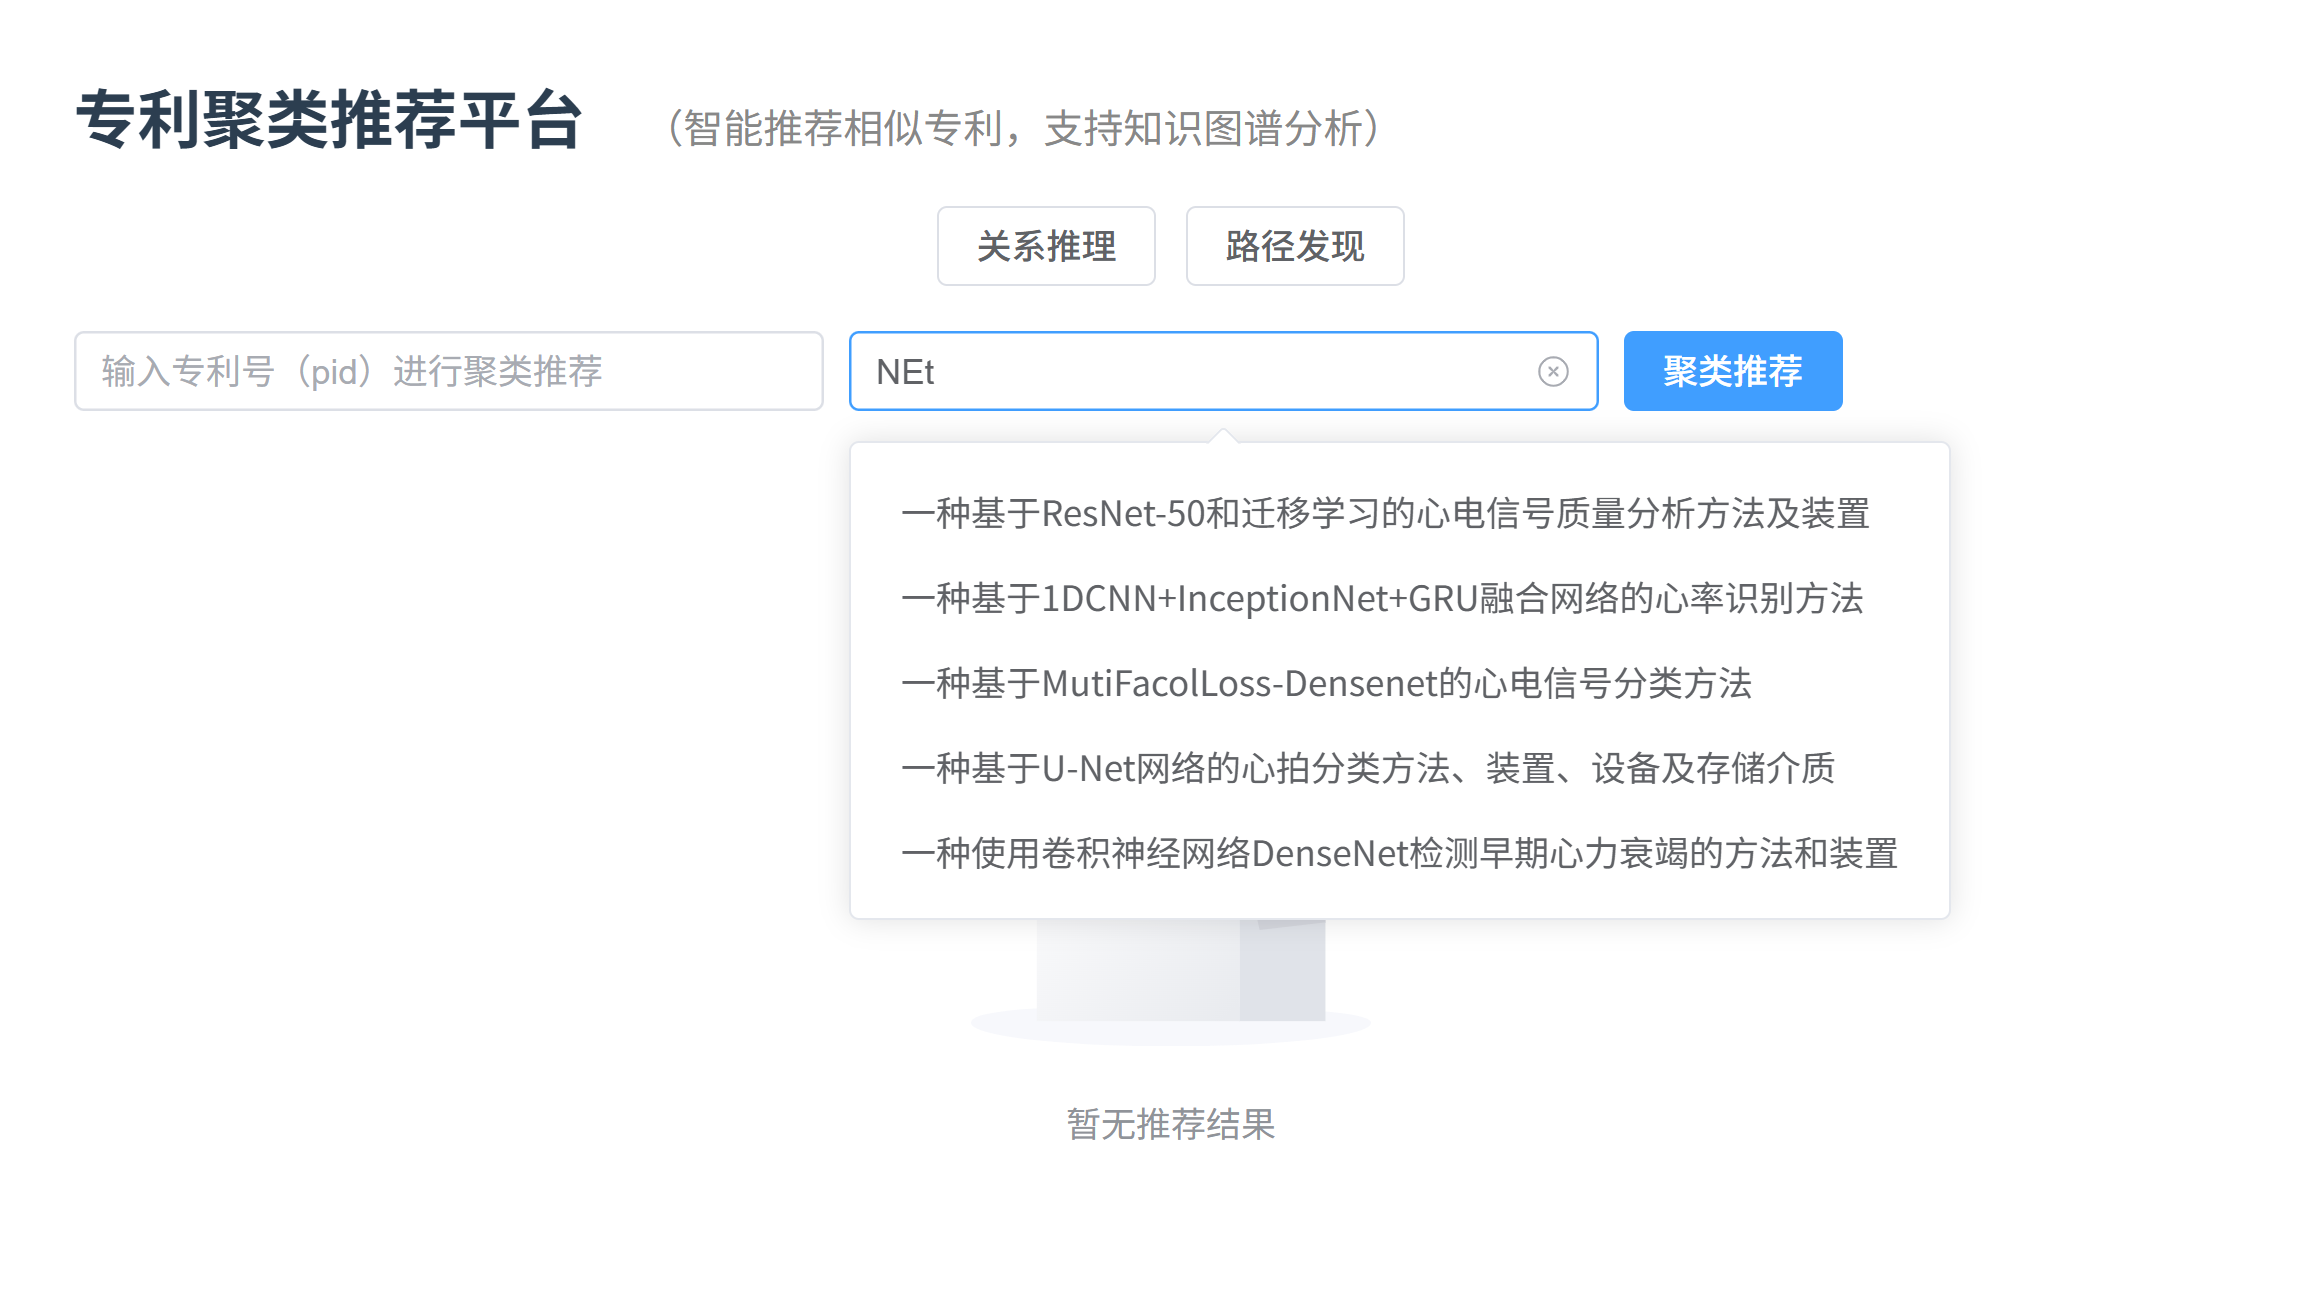 专利聚类推荐平台 （智能推荐相似专利，支持知识图谱分析）
关系推理 路径发现
输入专利号（pid）进行聚类推荐 NEt 聚类推荐
一种基于ResNet-50和迁移学习的心电信号质量分析方法及装置
一种基于1DCNN+InceptionNet+GRU融合网络的心率识别方法
一种基于MutiFacolLoss-Densenet的心电信号分类方法
一种基于U-Net网络的心拍分类方法、装置、设备及存储介质
一种使用卷积神经网络DenseNet检测早期心力衰竭的方法和装置
暂无推荐结果